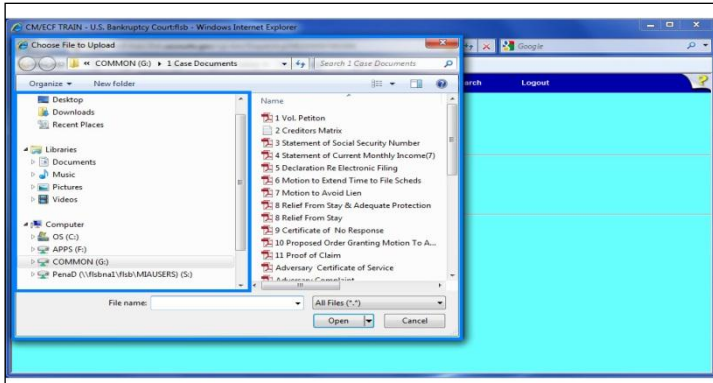 CM/ECF TRAIN - U.S. Bankruptcy Court:flsb - Windows Internet Explorer
Choose File to Upload
Google
« COMMON (G:) ▸ 1 Case Documents
Search 1 Case Documents
Organize
New folder
arch
Logout
?
Desktop
Downloads
Recent Places
Libraries
Documents
Music
Pictures
Videos
Computer
OS (C:)
APPS (F:)
COMMON (G:)
PenaD (\\flsbna1\flsb\MIAUSERS) (S:)
Name
1 Vol. Petiton
2 Creditors Matrix
3 Statement of Social Security Number
4 Statement of Current Monthly Income(7)
5 Declaration Re Electronic Filing
6 Motion to Extend Time to File Scheds
7 Motion to Avoid Lien
8 Relief From Stay & Adequate Protection
8 Relief From Stay
9 Certificate of No Response
10 Proposed Order Granting Motion To A...
11 Proof of Claim
Adversary Certificate of Service
Adversary Complaint
File name:
All Files (*.*)
Open
Cancel